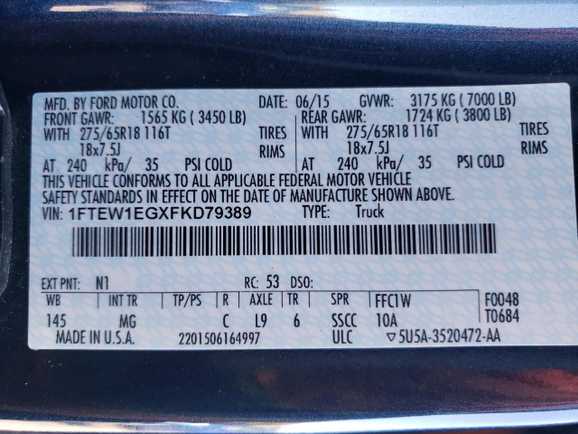 MFD. BY FORD MOTOR CO. DATE: 06/15 GVWR: 3175 KG ( 7000 LB)
FRONT GAWR: 1565 KG ( 3450 LB) REAR GAWR: 1724 KG ( 3800 LB)
WITH 275/65R18 116T TIRES WITH 275/65R18 116T TIRES
18x7.5J RIMS 18x7.5J RIMS
AT 240 kPa/ 35 PSI COLD AT 240 kPa/ 35 PSI COLD
THIS VEHICLE CONFORMS TO ALL APPLICABLE FEDERAL MOTOR VEHICLE
SAFETY STANDARDS IN EFFECT ON THE DATE OF MANUFACTURE SHOWN ABOVE.
VIN: 1FTEW1EGXFKD79389 TYPE: Truck
EXT PNT: N1 RC: 53 DSO:
WB INT TR TP/PS R AXLE TR SPR FFC1W F0048
145 MG C L9 6 SSCC 10A T0684
MADE IN U.S.A. 2201506164997 ULC ▽5U5A-3520472-AA